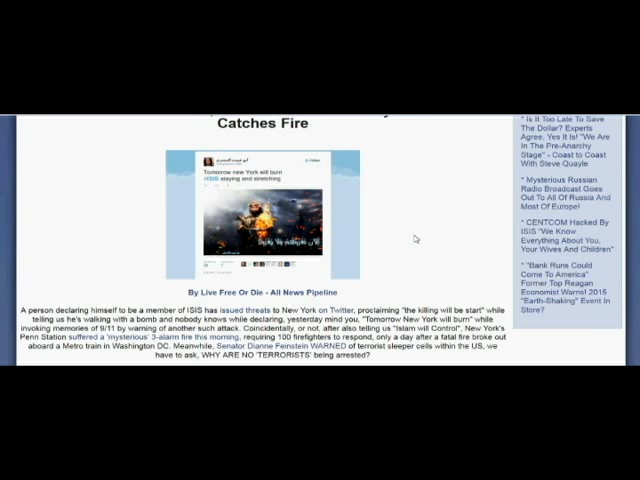 Catches Fire
Follow
Tomorrow new York will burn
#ISIS staying and stretching
By Live Free Or Die - All News Pipeline
A person declaring himself to be a member of ISIS has issued threats to New York on Twitter, proclaiming "the killing will be start" while
telling us he's walking with a bomb and nobody knows while declaring, yesterday mind you, "Tomorrow New York will burn" while
invoking memories of 9/11 by warning of another such attack. Coincidentally, or not, after also telling us "Islam will Control", New York's
Penn Station suffered a 'mysterious' 3-alarm fire this morning, requiring 100 firefighters to respond, only a day after a fatal fire broke out
aboard a Metro train in Washington DC. Meanwhile, Senator Dianne Feinstein WARNED of terrorist sleeper cells within the US, we
have to ask, WHY ARE NO 'TERRORISTS' being arrested?
* Is It Too Late To Save
The Dollar? Experts
Agree, Yes It Is! "We Are
In The Pre-Anarchy
Stage" - Coast to Coast
With Steve Quayle
* Mysterious Russian
Radio Broadcast Goes
Out To All Of Russia And
Most Of Europe!
* CENTCOM Hacked By
ISIS "We Know
Everything About You,
Your Wives And Children"
* "Bank Runs Could
Come To America"
Former Top Reagan
Economist Warns! 2015
"Earth-Shaking" Event In
Store?